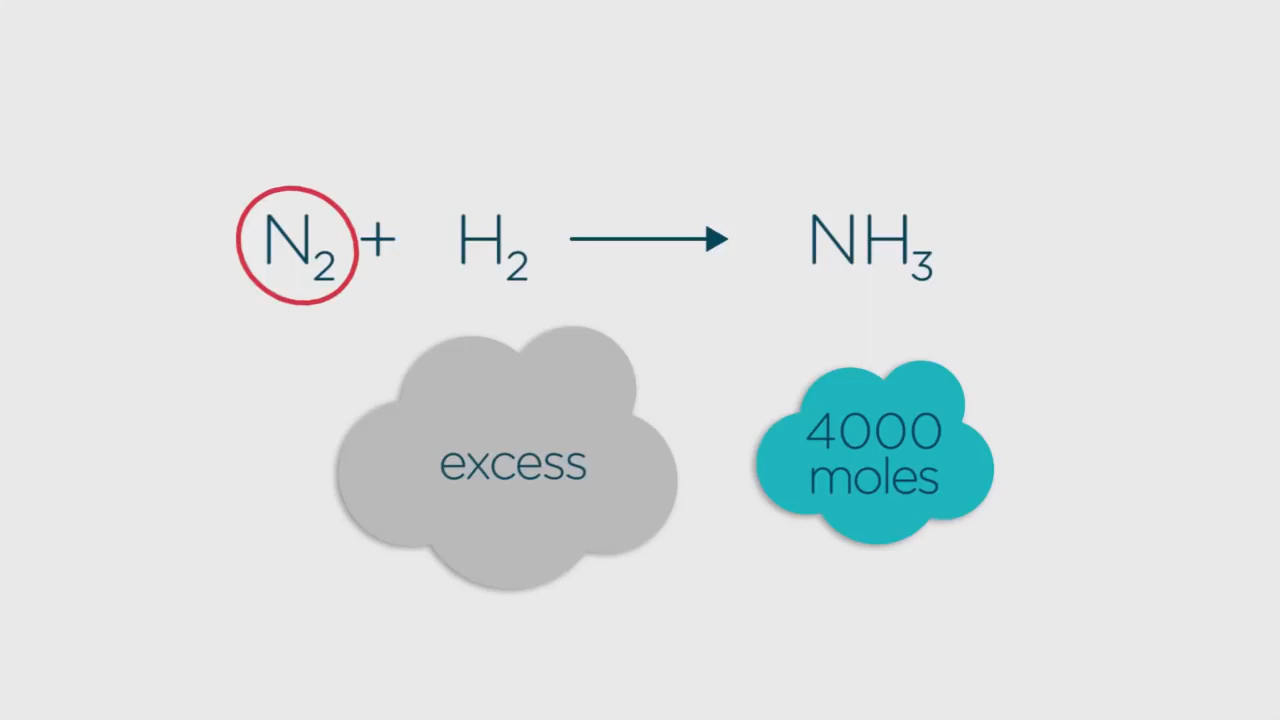 N₂ + H₂ → NH₃
excess
4000
moles